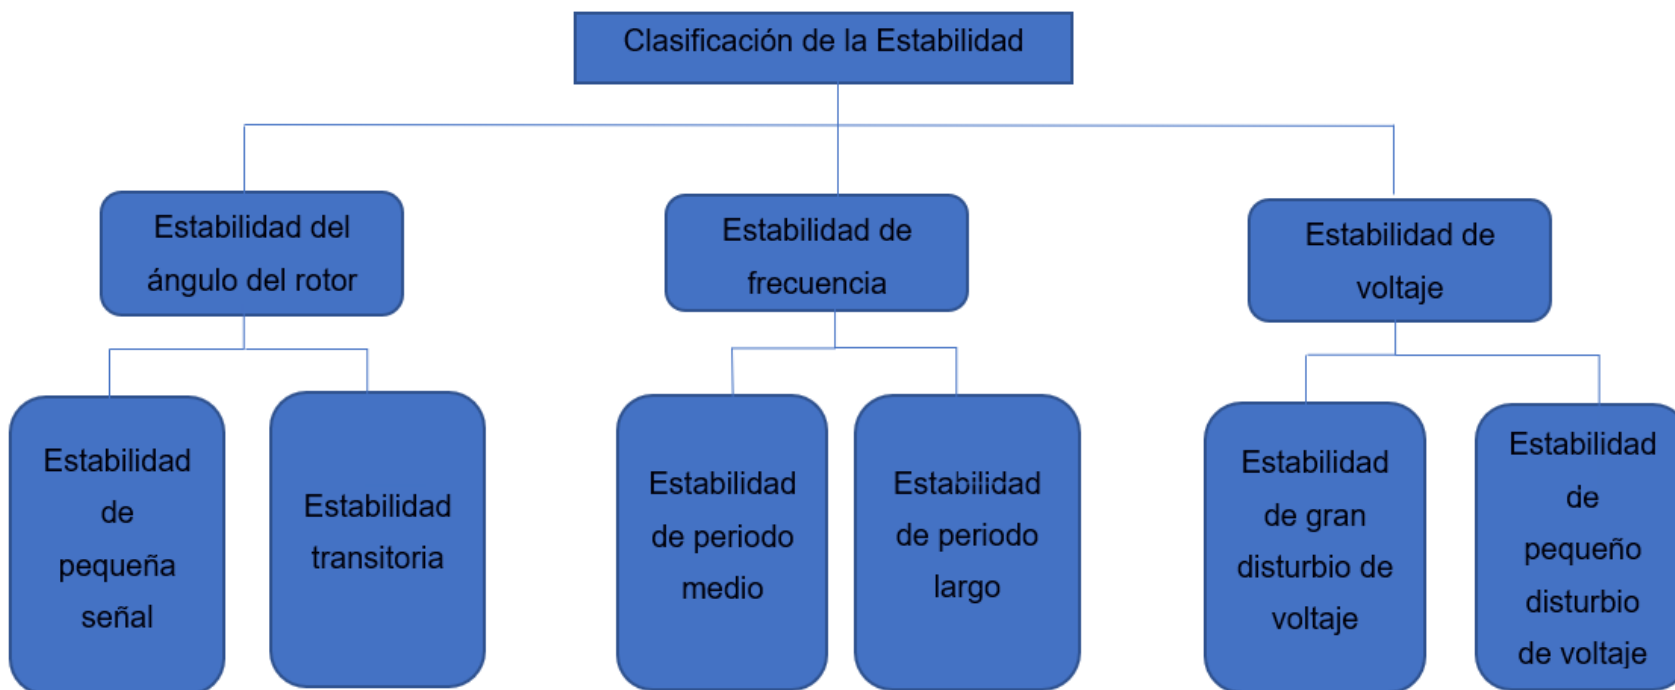 Clasificación de la Estabilidad
Estabilidad del
ángulo del rotor
Estabilidad de
frecuencia
Estabilidad de
voltaje
Estabilidad
de
pequeña
señal
Estabilidad
transitoria
Estabilidad
de periodo
medio
Estabilidad
de periodo
largo
Estabilidad
de gran
disturbio de
voltaje
Estabilidad
de
pequeño
disturbio
de voltaje